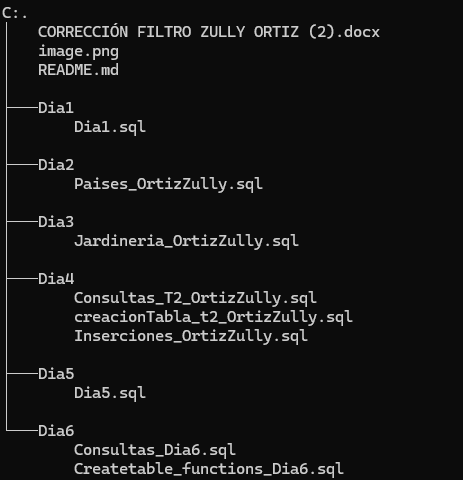 C:.
CORRECCIÓN FILTRO ZULLY ORTIZ (2).docx
image.png
README.md
Dia1
Dia1.sql
Dia2
Paises_OrtizZully.sql
Dia3
Jardineria_OrtizZully.sql
Dia4
Consultas_T2_OrtizZully.sql
creacionTabla_t2_OrtizZully.sql
Inserciones_OrtizZully.sql
Dia5
Dia5.sql
Dia6
Consultas_Dia6.sql
Createtable_functions_Dia6.sql